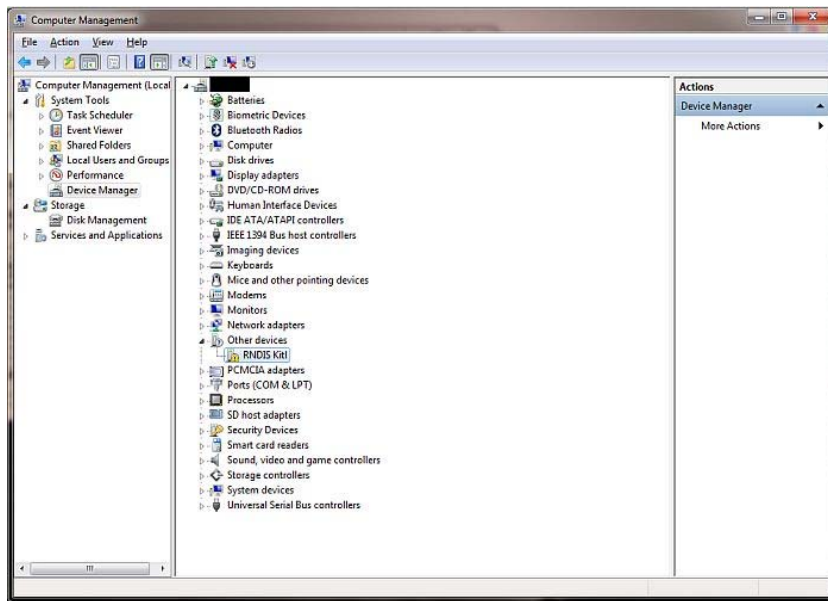 Computer Management
File Action View Help
Computer Management (Local
System Tools
Task Scheduler
Event Viewer
Shared Folders
Local Users and Groups
Performance
Device Manager
Storage
Disk Management
Services and Applications
Batteries
Biometric Devices
Bluetooth Radios
Computer
Disk drives
Display adapters
DVD/CD-ROM drives
Human Interface Devices
IDE ATA/ATAPI controllers
IEEE 1394 Bus host controllers
Imaging devices
Keyboards
Mice and other pointing devices
Modems
Monitors
Network adapters
Other devices
RNDIS Kitl
PCMCIA adapters
Ports (COM & LPT)
Processors
SD host adapters
Security Devices
Smart card readers
Sound, video and game controllers
Storage controllers
System devices
Universal Serial Bus controllers
Actions
Device Manager
More Actions